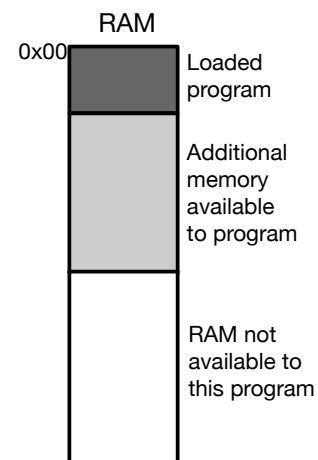 RAM
0x00
Loaded
program
Additional
memory
available
to program
RAM not
available to
this program